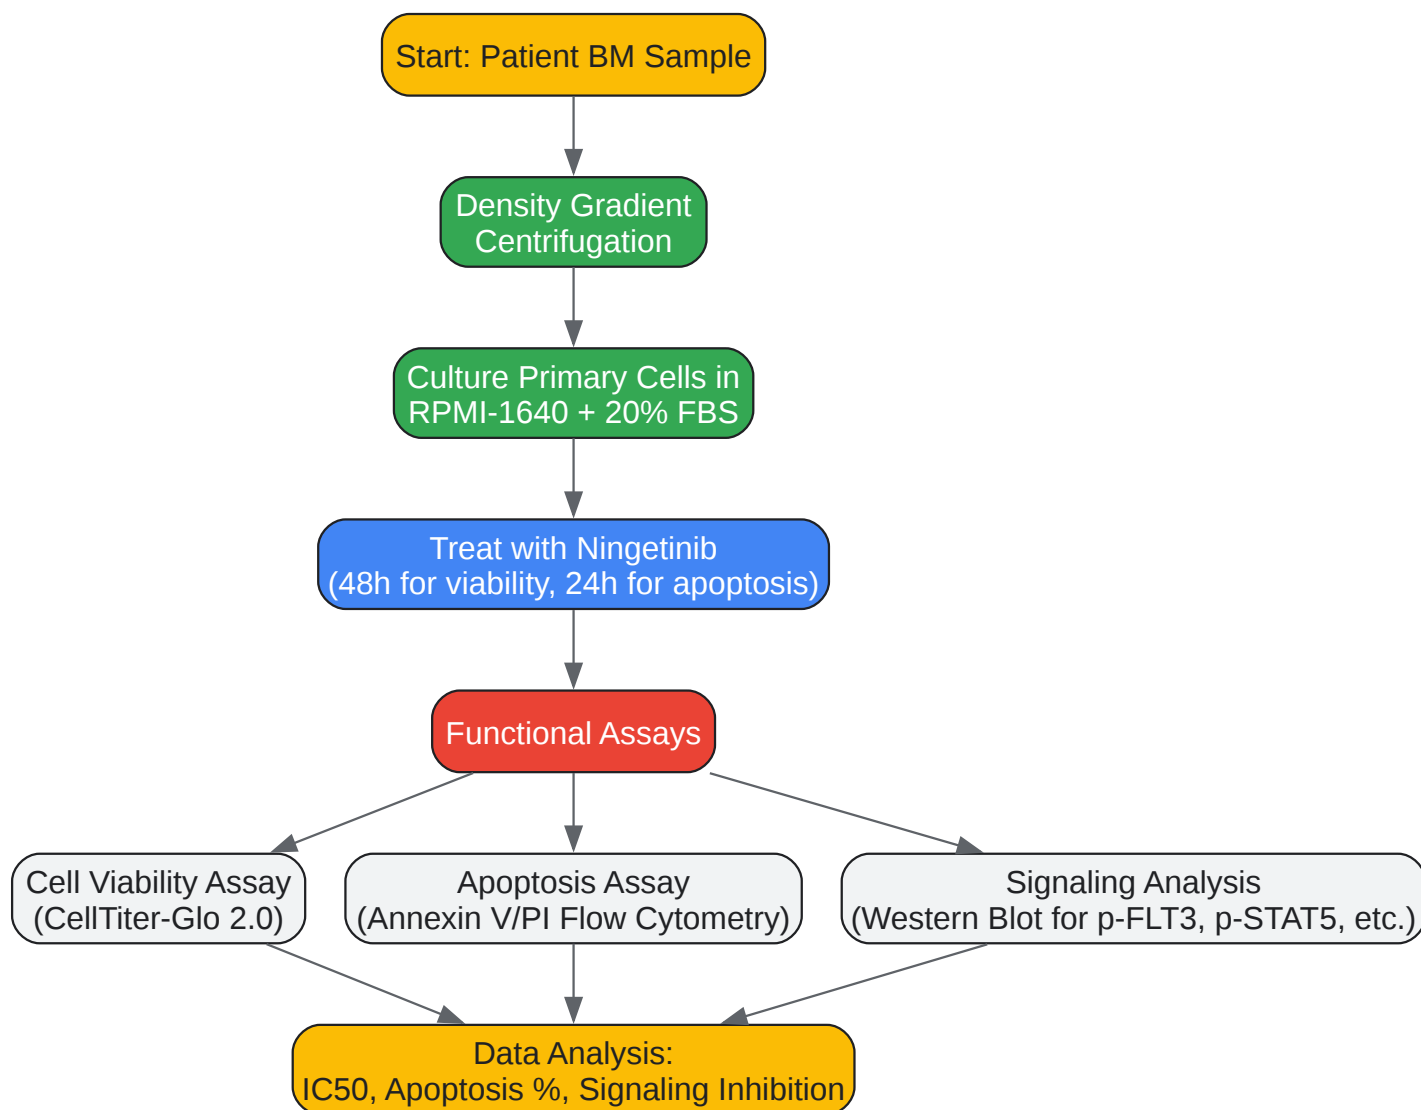 Start: Patient BM Sample
Density Gradient
Centrifugation
Culture Primary Cells in
RPMI-1640 + 20% FBS
Treat with Ningetinib
(48h for viability, 24h for apoptosis)
Functional Assays
Cell Viability Assay
(CellTiter-Glo 2.0)
Apoptosis Assay
(Annexin V/PI Flow Cytometry)
Signaling Analysis
(Western Blot for p-FLT3, p-STAT5, etc.)
Data Analysis:
IC50, Apoptosis %, Signaling Inhibition